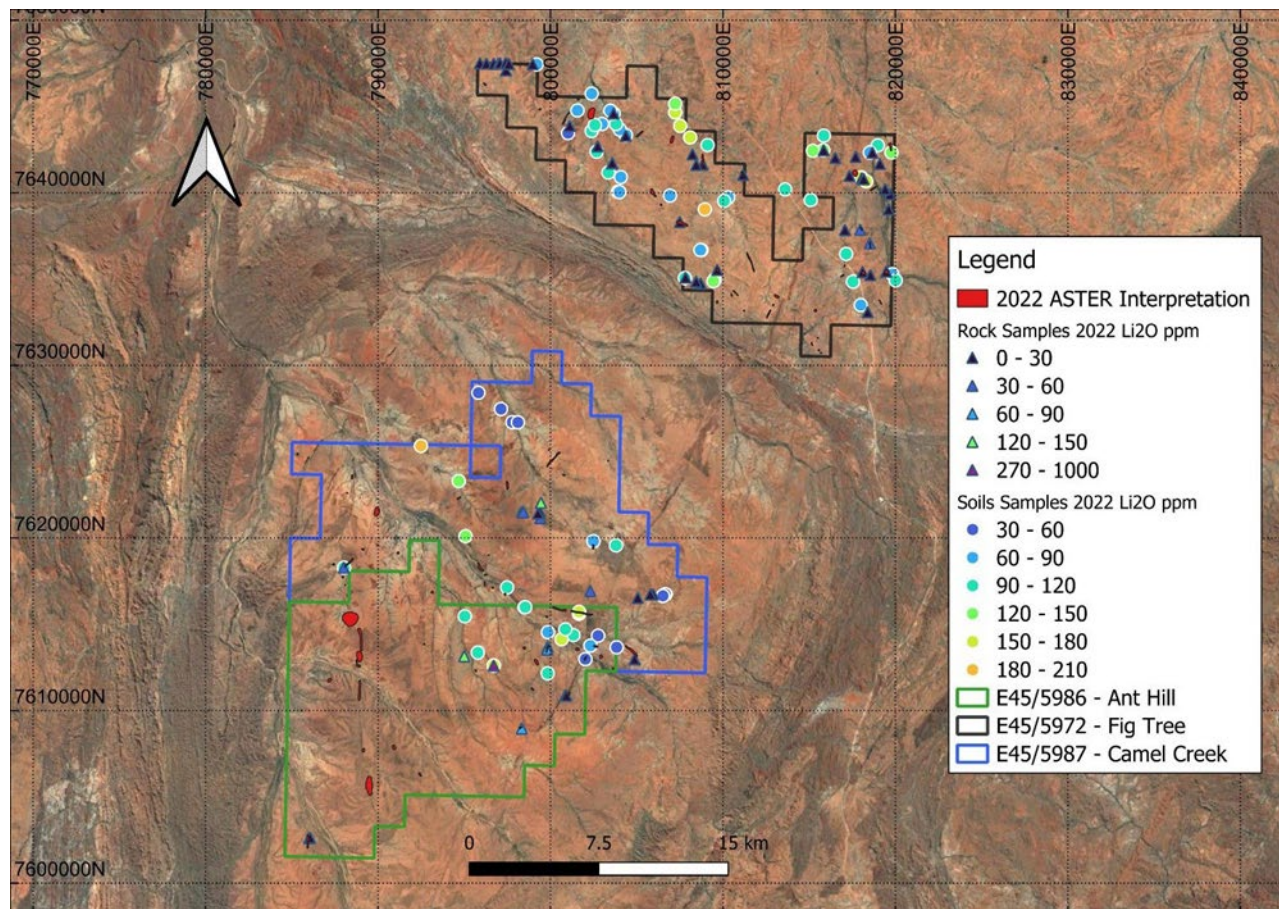 7650000N
770000E
780000E
790000E
800000E
810000E
820000E
830000E
840000E
7640000N
7630000N
7620000N
7610000N
7600000N
Legend
2022 ASTER Interpretation
Rock Samples 2022 Li2O ppm
0 - 30
30 - 60
60 - 90
120 - 150
270 - 1000
Soils Samples 2022 Li2O ppm
30 - 60
60 - 90
90 - 120
120 - 150
150 - 180
180 - 210
E45/5986 - Ant Hill
E45/5972 - Fig Tree
E45/5987 - Camel Creek
0 7.5 15 km